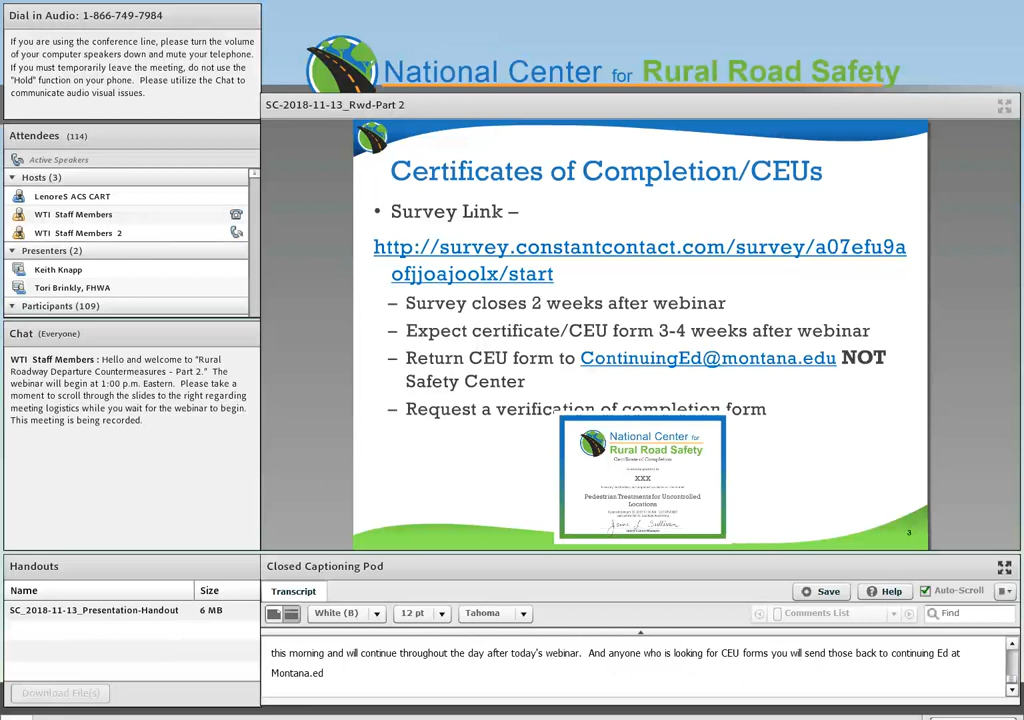 Dial in Audio: 1-866-749-7984
If you are using the conference line, please turn the volume
of your computer speakers down and mute your telephone.
If you must temporarily leave the meeting, do not use the
"Hold" function on your phone. Please utilize the Chat to
communicate audio visual issues.
National Center for Rural Road Safety
SC-2018-11-13_Rwd-Part 2
Attendees (114)
Active Speakers
Hosts (3)
LenoreS ACS CART
WTI Staff Members
WTI Staff Members 2
Presenters (2)
Keith Knapp
Tori Brinkly, FHWA
Participants (109)
Chat (Everyone)
WTI Staff Members : Hello and welcome to "Rural
Roadway Departure Countermeasures - Part 2." The
webinar will begin at 1:00 p.m. Eastern. Please take a
moment to scroll through the slides to the right regarding
meeting logistics while you wait for the webinar to begin.
This meeting is being recorded.
Certificates of Completion/CEUs
• Survey Link –
http://survey.constantcontact.com/survey/a07efu9a
ofjjoajoolx/start
– Survey closes 2 weeks after webinar
– Expect certificate/CEU form 3-4 weeks after webinar
– Return CEU form to ContinuingEd@montana.edu NOT
Safety Center
– Request a verification of completion form
National Center for
Rural Road Safety
Certificate of Completion
XXX
Pedestrian Treatments for Uncontrolled
Locations
3
Handouts
Name Size
SC_2018-11-13_Presentation-Handout 6 MB
Download File(s)
Closed Captioning Pod
Transcript
Save Help Auto-Scroll
White (B) 12 pt Tahoma Comments List Find
this morning and will continue throughout the day after today's webinar. And anyone who is looking for CEU forms you will send those back to continuing Ed at
Montana.ed